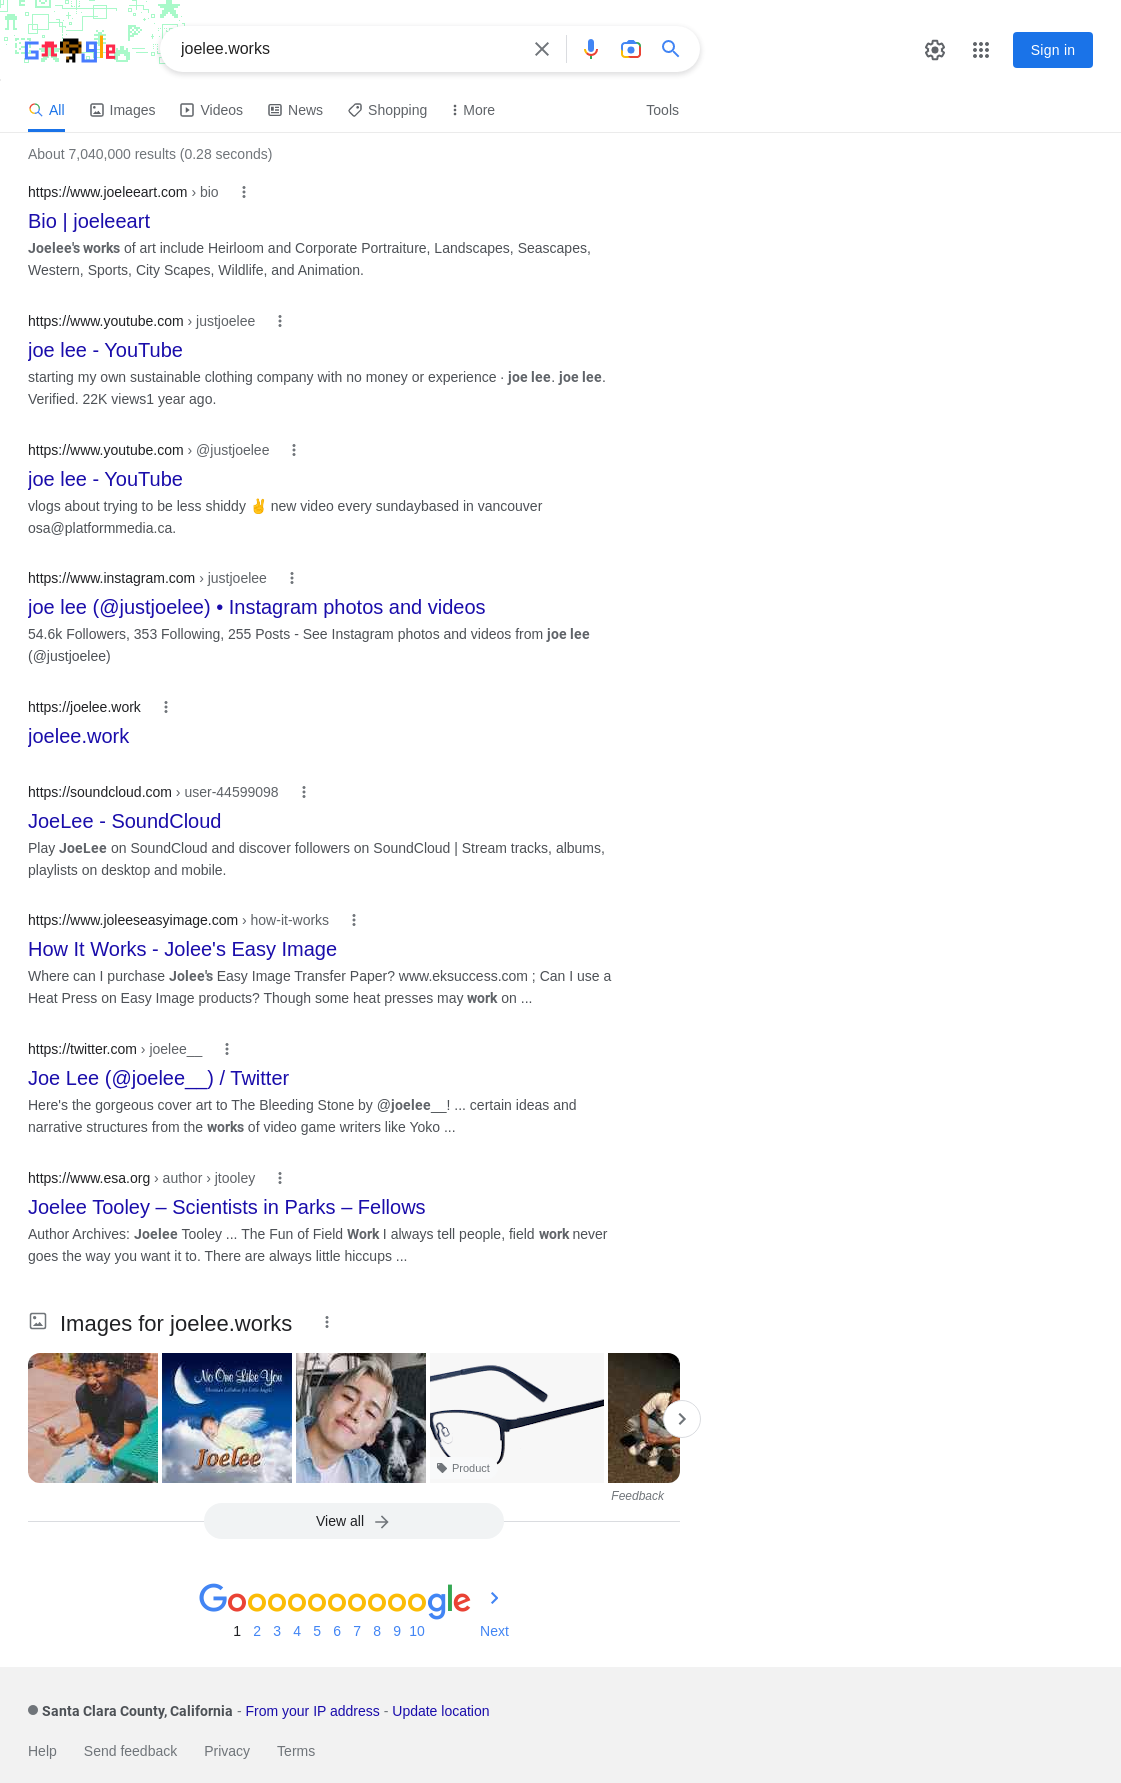 Google
joelee.works
Sign in
All
Images
Videos
News
Shopping
More
Tools
About 7,040,000 results (0.28 seconds)
https://www.joeleeart.com › bio
Bio | joeleeart
Joelee's works of art include Heirloom and Corporate Portraiture, Landscapes, Seascapes,
Western, Sports, City Scapes, Wildlife, and Animation.
https://www.youtube.com › justjoelee
joe lee - YouTube
starting my own sustainable clothing company with no money or experience · joe lee. joe lee.
Verified. 22K views1 year ago.
https://www.youtube.com › @justjoelee
joe lee - YouTube
vlogs about trying to be less shiddy ✌️ new video every sundaybased in vancouver
osa@platformmedia.ca.
https://www.instagram.com › justjoelee
joe lee (@justjoelee) • Instagram photos and videos
54.6k Followers, 353 Following, 255 Posts - See Instagram photos and videos from joe lee
(@justjoelee)
https://joelee.work
joelee.work
https://soundcloud.com › user-44599098
JoeLee - SoundCloud
Play JoeLee on SoundCloud and discover followers on SoundCloud | Stream tracks, albums,
playlists on desktop and mobile.
https://www.joleeseasyimage.com › how-it-works
How It Works - Jolee's Easy Image
Where can I purchase Jolee's Easy Image Transfer Paper? www.eksuccess.com ; Can I use a
Heat Press on Easy Image products? Though some heat presses may work on ...
https://twitter.com › joelee__
Joe Lee (@joelee__) / Twitter
Here's the gorgeous cover art to The Bleeding Stone by @joelee__! ... certain ideas and
narrative structures from the works of video game writers like Yoko ...
https://www.esa.org › author › jtooley
Joelee Tooley – Scientists in Parks – Fellows
Author Archives: Joelee Tooley ... The Fun of Field Work I always tell people, field work never
goes the way you want it to. There are always little hiccups ...
Images for joelee.works
No One Like You
Christian Lullabies for Little Angels
Joelee
Product
Feedback
View all
Goooooooooogle
1 2 3 4 5 6 7 8 9 10 Next
Santa Clara County, California - From your IP address - Update location
Help Send feedback Privacy Terms